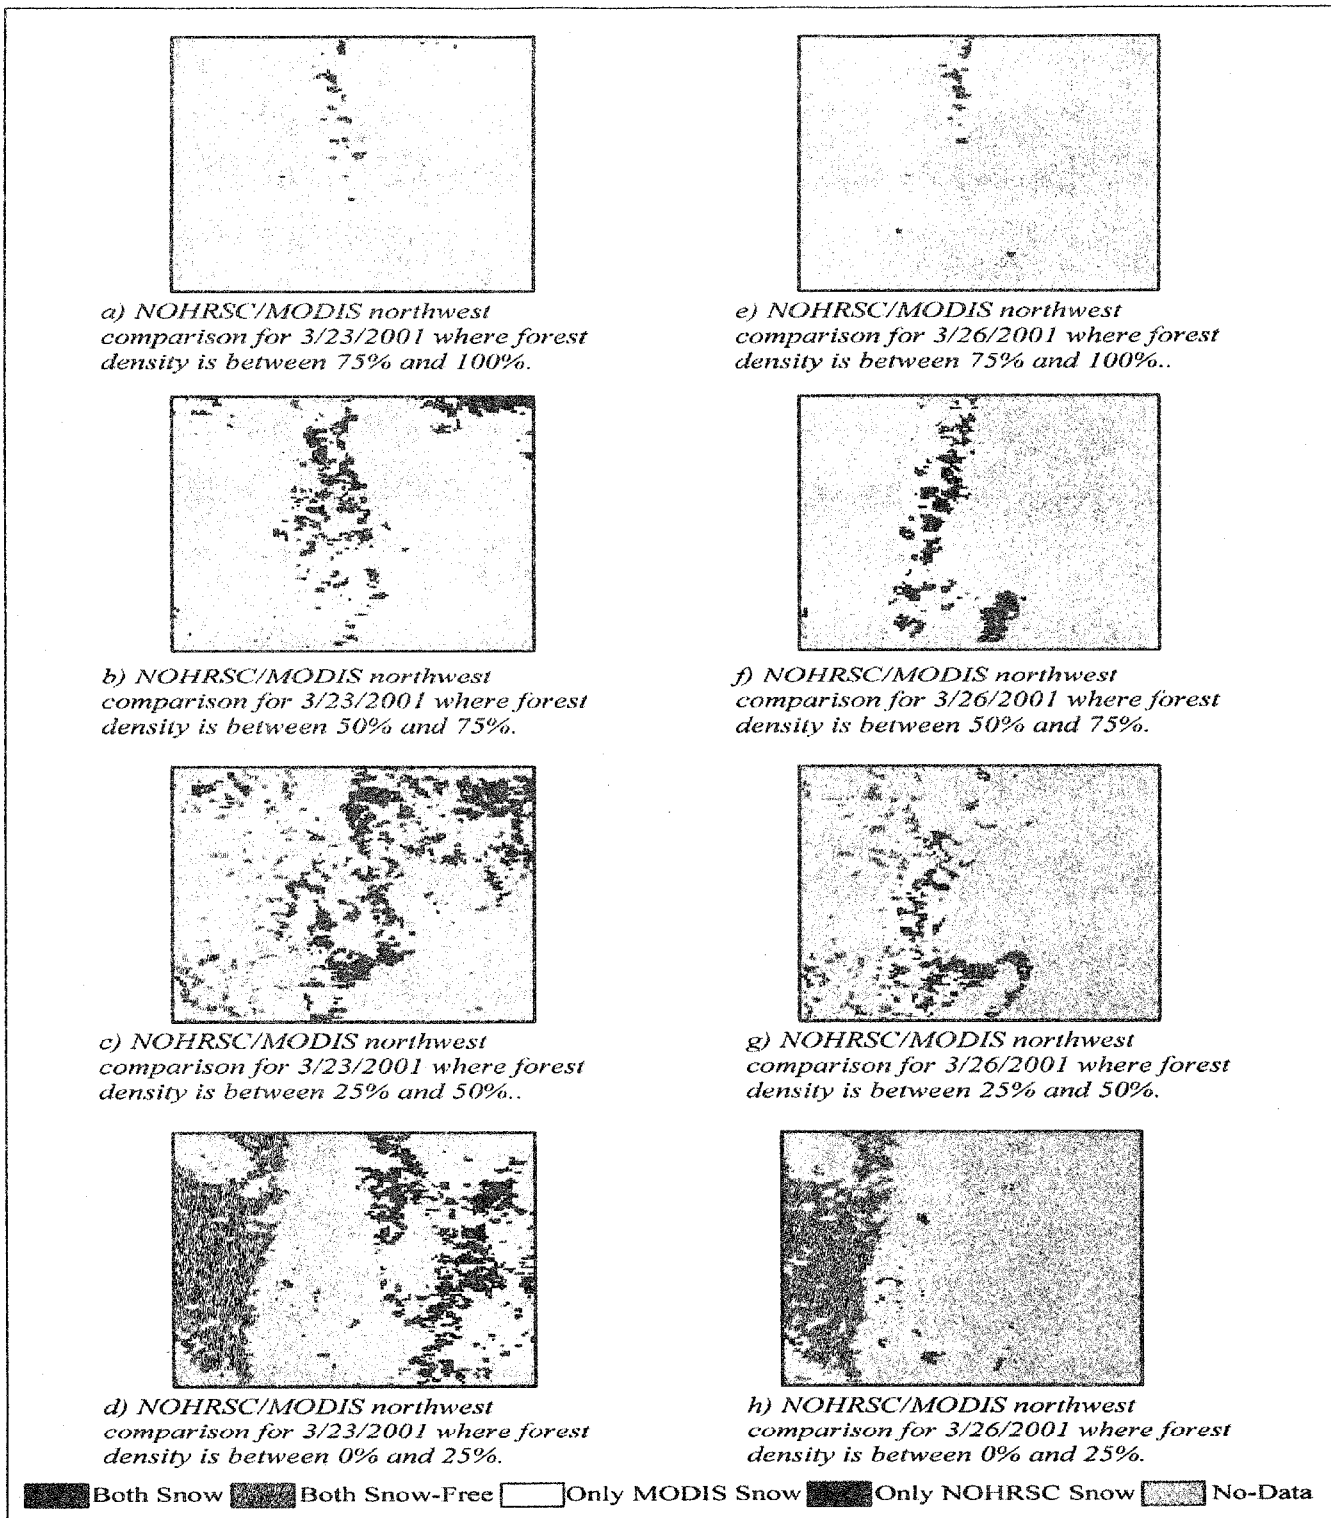 a) NOHRSC/MODIS northwest
comparison for 3/23/2001 where forest
density is between 75% and 100%.
e) NOHRSC/MODIS northwest
comparison for 3/26/2001 where forest
density is between 75% and 100%..
b) NOHRSC/MODIS northwest
comparison for 3/23/2001 where forest
density is between 50% and 75%.
f) NOHRSC/MODIS northwest
comparison for 3/26/2001 where forest
density is between 50% and 75%.
c) NOHRSC/MODIS northwest
comparison for 3/23/2001 where forest
density is between 25% and 50%..
g) NOHRSC/MODIS northwest
comparison for 3/26/2001 where forest
density is between 25% and 50%.
d) NOHRSC/MODIS northwest
comparison for 3/23/2001 where forest
density is between 0% and 25%.
h) NOHRSC/MODIS northwest
comparison for 3/26/2001 where forest
density is between 0% and 25%.
Both Snow Both Snow-Free Only MODIS Snow Only NOHRSC Snow No-Data